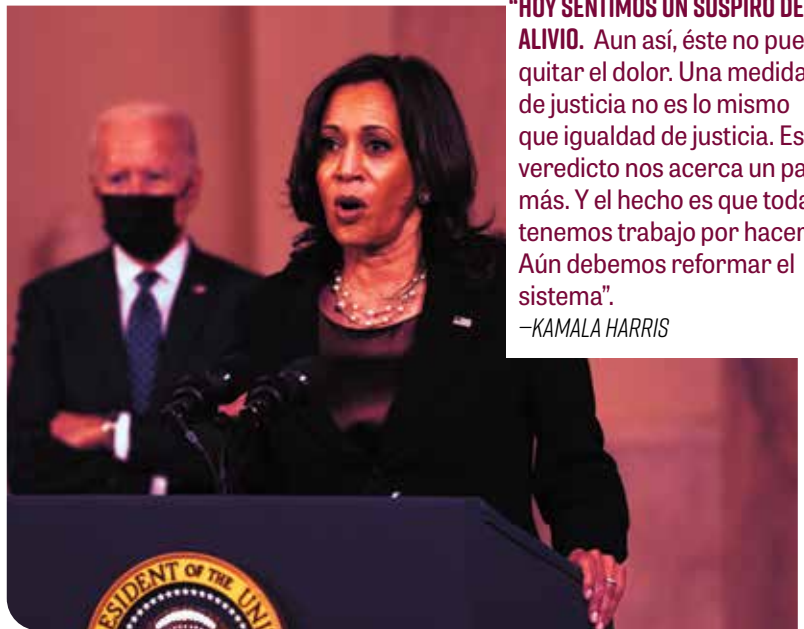 “HOY SENTIMOS UN SUSPIRO DE
ALIVIO. Aun así, éste no pue
quitar el dolor. Una medida
de justicia no es lo mismo
que igualdad de justicia. Es
veredicto nos acerca un pa
más. Y el hecho es que toda
tenemos trabajo por hacer
Aún debemos reformar el
sistema”.
—KAMALA HARRIS
SIDENT OF THE UNI